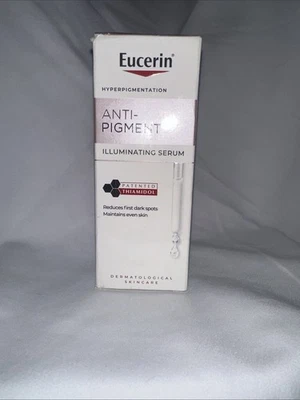 Eucerin®
HYPERPIGMENTATION
ANTI-
PIGMENT
ILLUMINATING SERUM
PATENTED
THIAMIDOL
Reduces first dark spots
Maintains even skin
DERMATOLOGICAL
SKINCARE